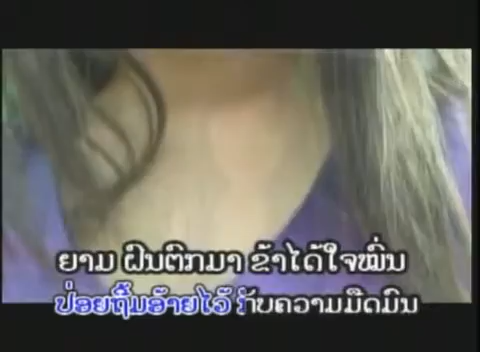 ຍາມ ຝົນຕົກມາ ຂ້າໄດ້ໃຈໝົ່ນ
ປ່ອຍຖິ້ມອ້າຍໄວ້ ກັບຄວາມມືດມົນ